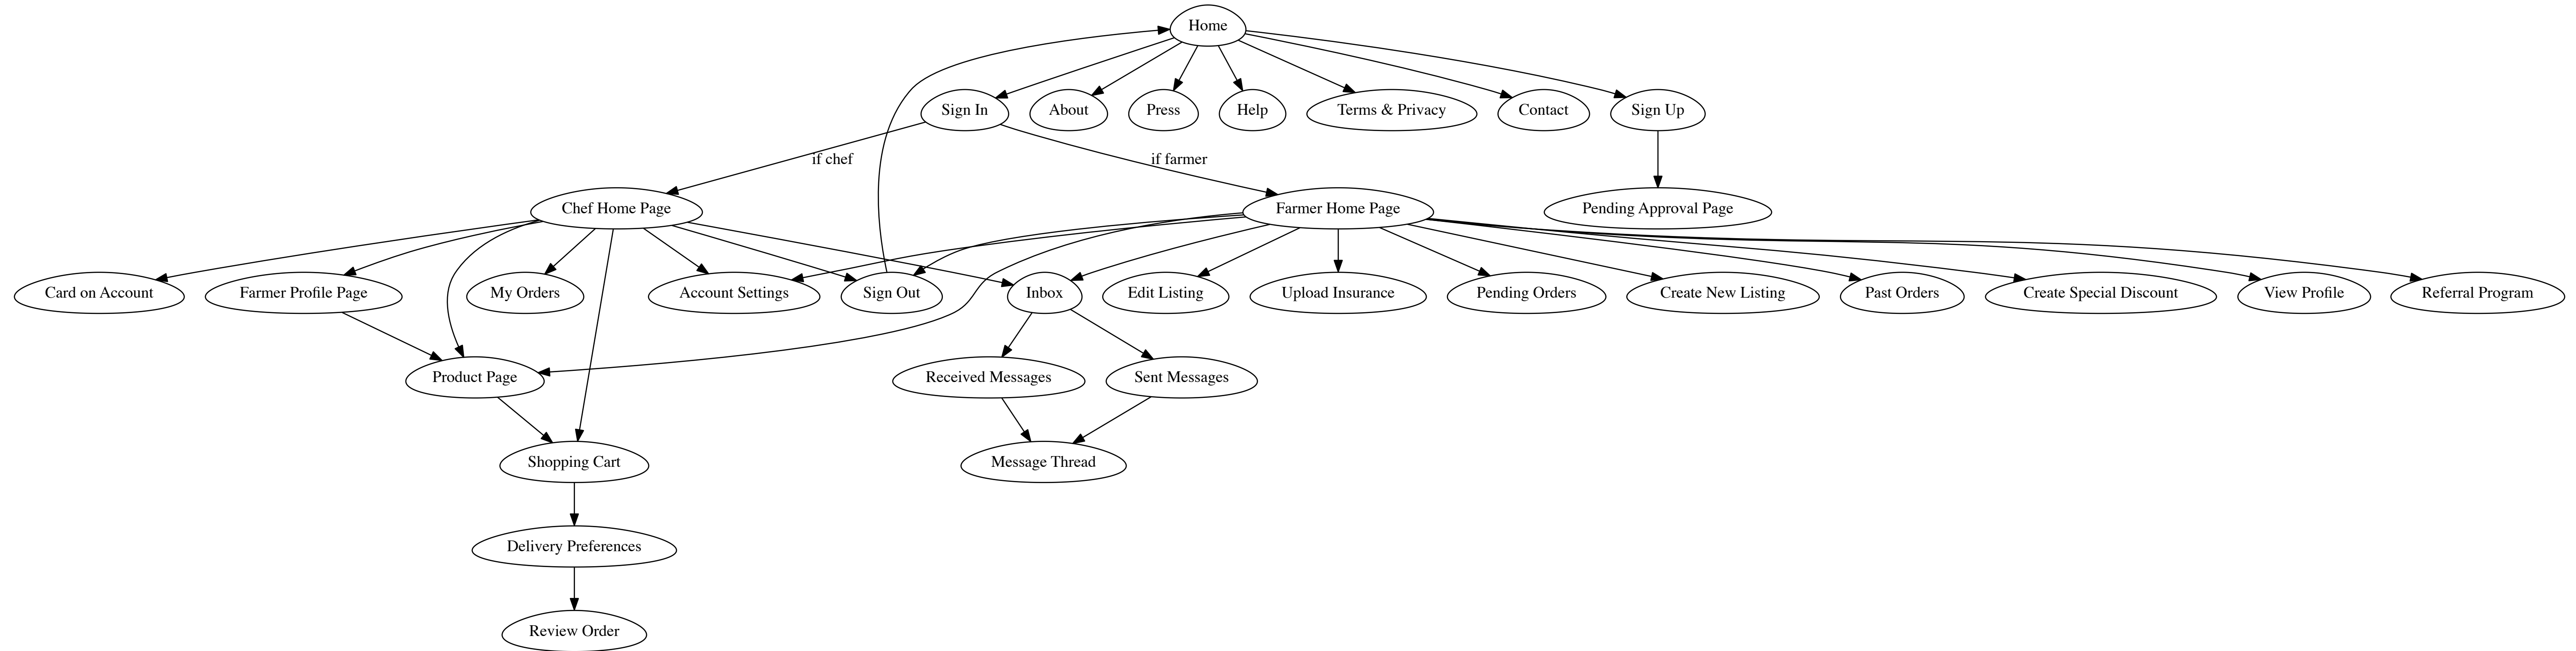 Home
Sign In
About
Press
Help
Terms & Privacy
Contact
Sign Up
if chef
if farmer
Chef Home Page
Farmer Home Page
Pending Approval Page
Card on Account
Farmer Profile Page
My Orders
Account Settings
Sign Out
Inbox
Edit Listing
Upload Insurance
Pending Orders
Create New Listing
Past Orders
Create Special Discount
View Profile
Referral Program
Product Page
Received Messages
Sent Messages
Shopping Cart
Message Thread
Delivery Preferences
Review Order